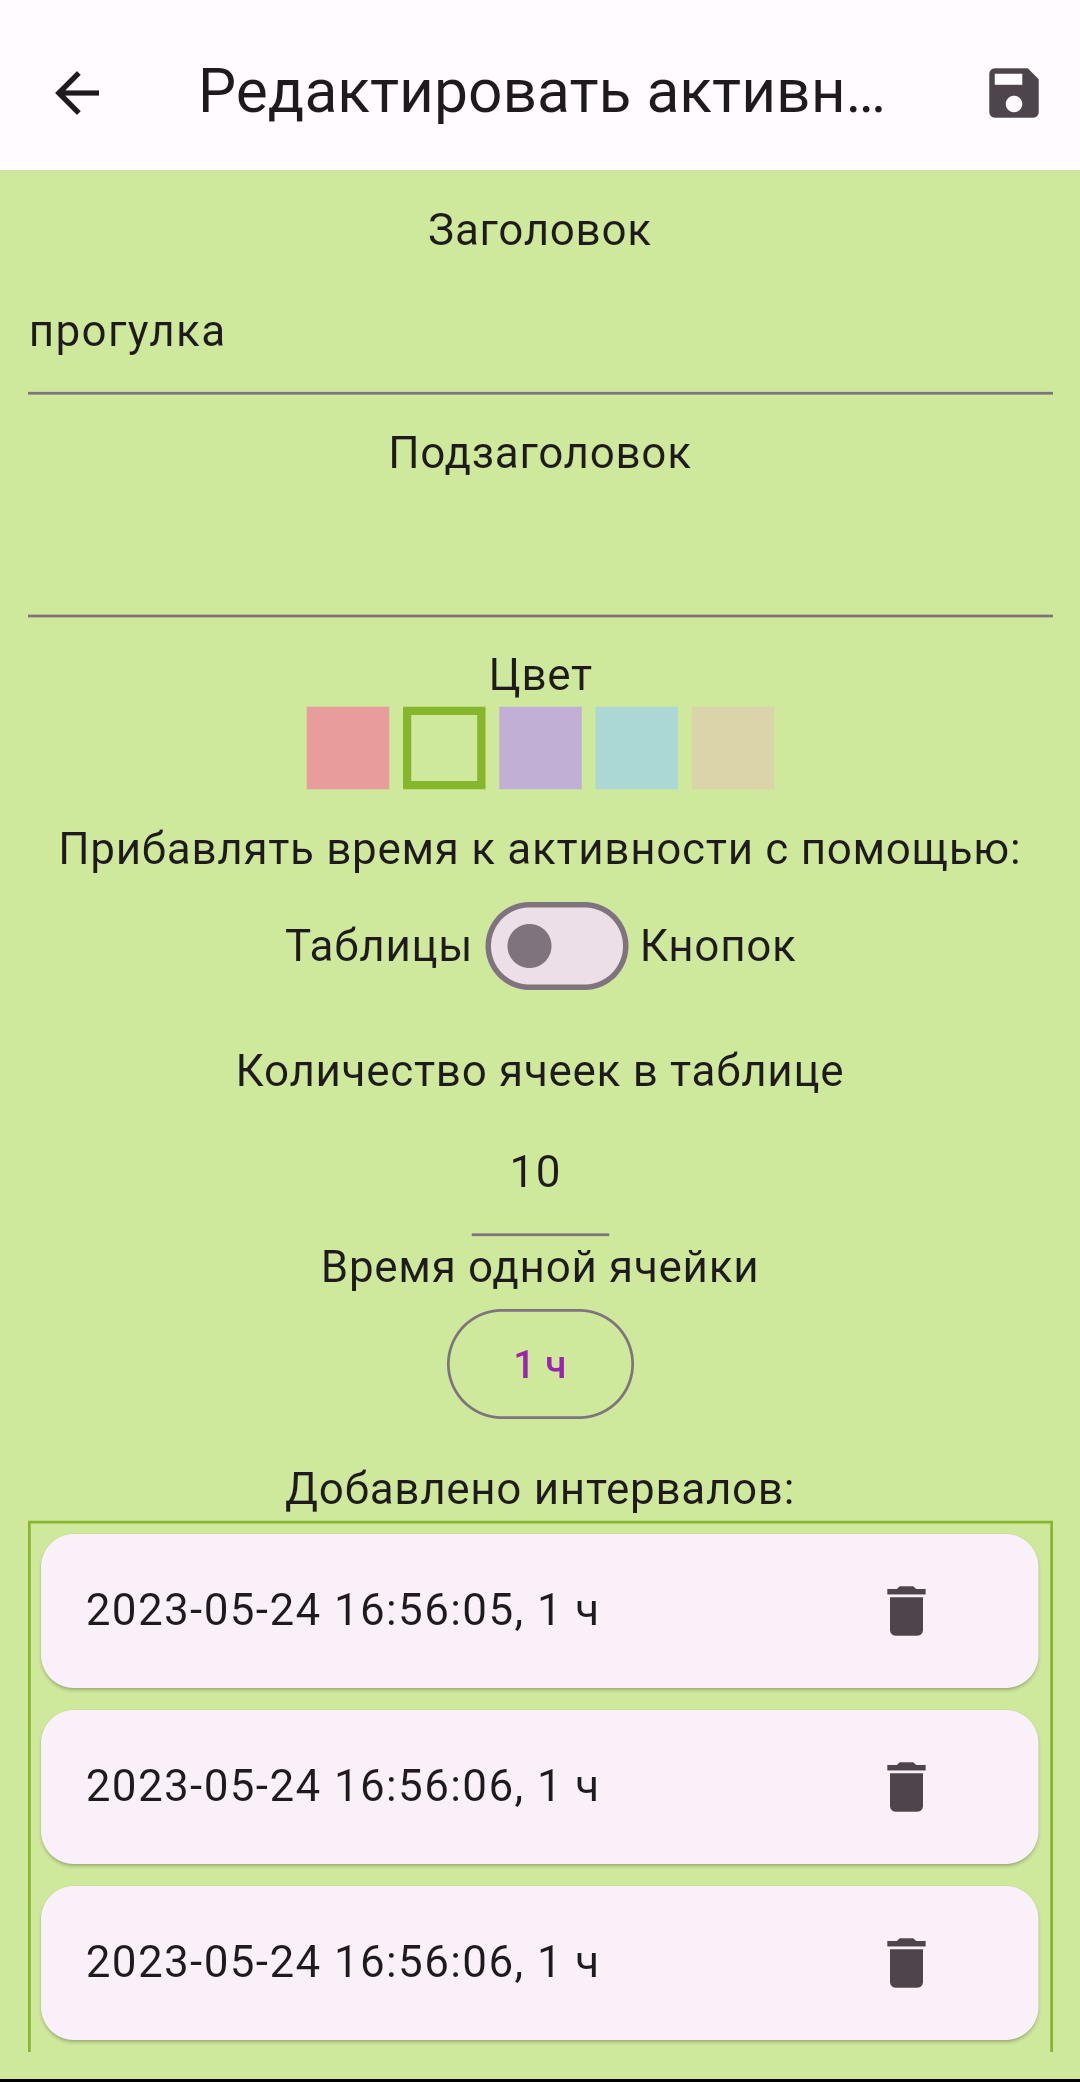 Редактировать активн...
Заголовок
прогулка
Подзаголовок
Цвет
Прибавлять время к активности с помощью:
Таблицы Кнопок
Количество ячеек в таблице
10
Время одной ячейки
1 ч
Добавлено интервалов:
2023-05-24 16:56:05, 1 ч
2023-05-24 16:56:06, 1 ч
2023-05-24 16:56:06, 1 ч